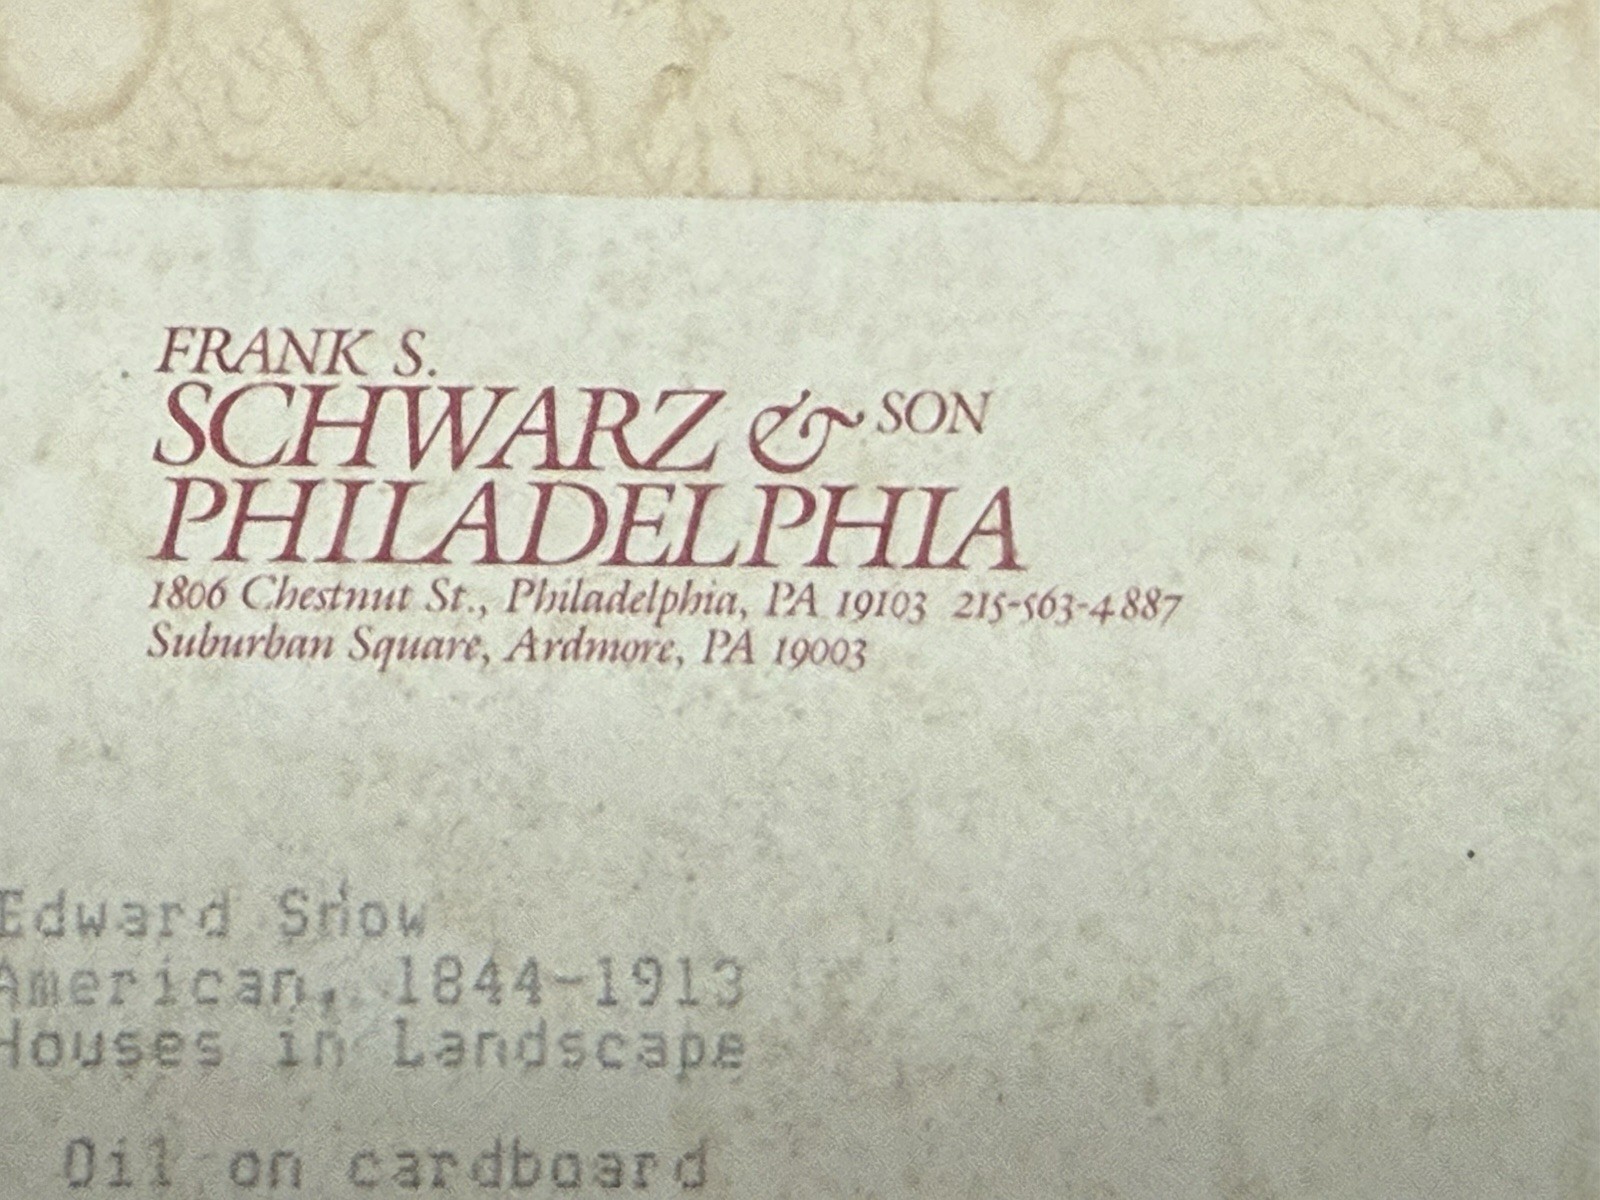 FRANK S.
SCHWARZ & SON
PHILADELPHIA
1806 Chestnut St., Philadelphia, PA 19103 215-563-4887
Suburban Square, Ardmore, PA 19003
Edward Snow
American, 1844-1913
Houses in Landscape
Oil on cardboard